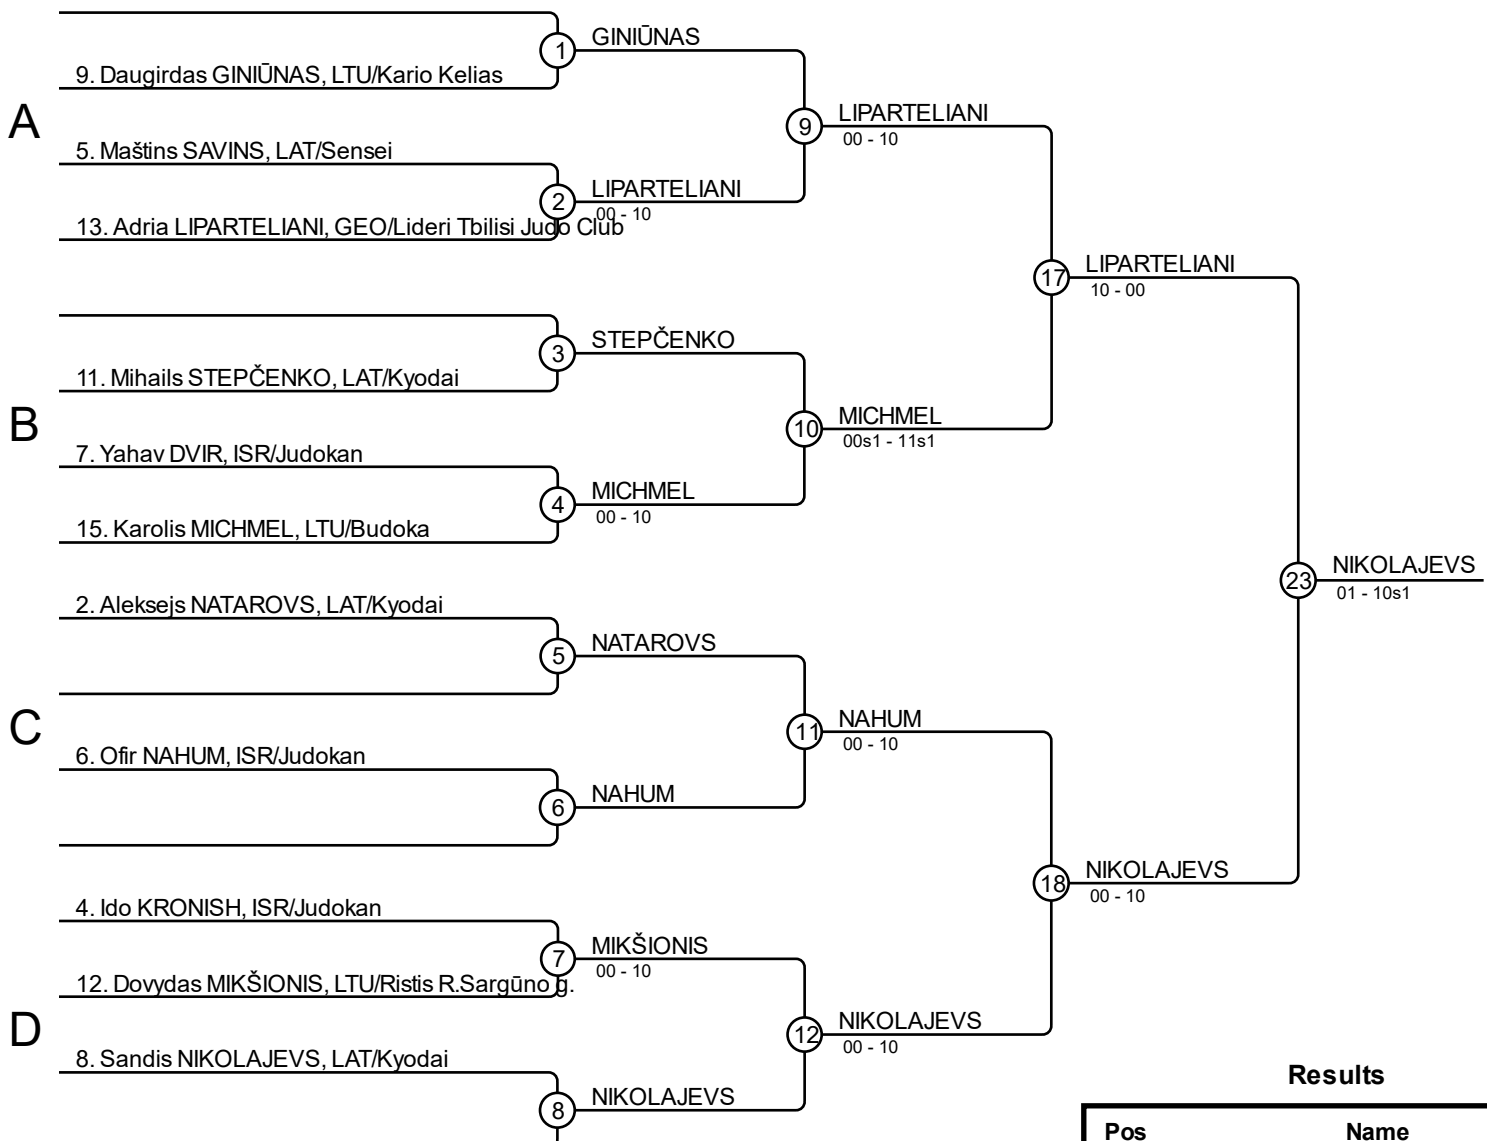 1
GINIŪNAS
9. Daugirdas GINIŪNAS, LTU/Kario Kelias
A
9
LIPARTELIANI
00 - 10
5. Maštins SAVINS, LAT/Sensei
2
LIPARTELIANI
00 - 10
13. Adria LIPARTELIANI, GEO/Lideri Tbilisi Judo Club
17
LIPARTELIANI
10 - 00
3
STEPČENKO
11. Mihails STEPČENKO, LAT/Kyodai
B
10
MICHMEL
00s1 - 11s1
7. Yahav DVIR, ISR/Judokan
4
MICHMEL
00 - 10
15. Karolis MICHMEL, LTU/Budoka
23
NIKOLAJEVS
01 - 10s1
2. Aleksejs NATAROVS, LAT/Kyodai
5
NATAROVS
C
11
NAHUM
00 - 10
6. Ofir NAHUM, ISR/Judokan
6
NAHUM
18
NIKOLAJEVS
00 - 10
4. Ido KRONISH, ISR/Judokan
7
MIKŠIONIS
00 - 10
12. Dovydas MIKŠIONIS, LTU/Ristis R.Sargūno g.
D
12
NIKOLAJEVS
00 - 10
8. Sandis NIKOLAJEVS, LAT/Kyodai
8
NIKOLAJEVS
Results
Pos Name